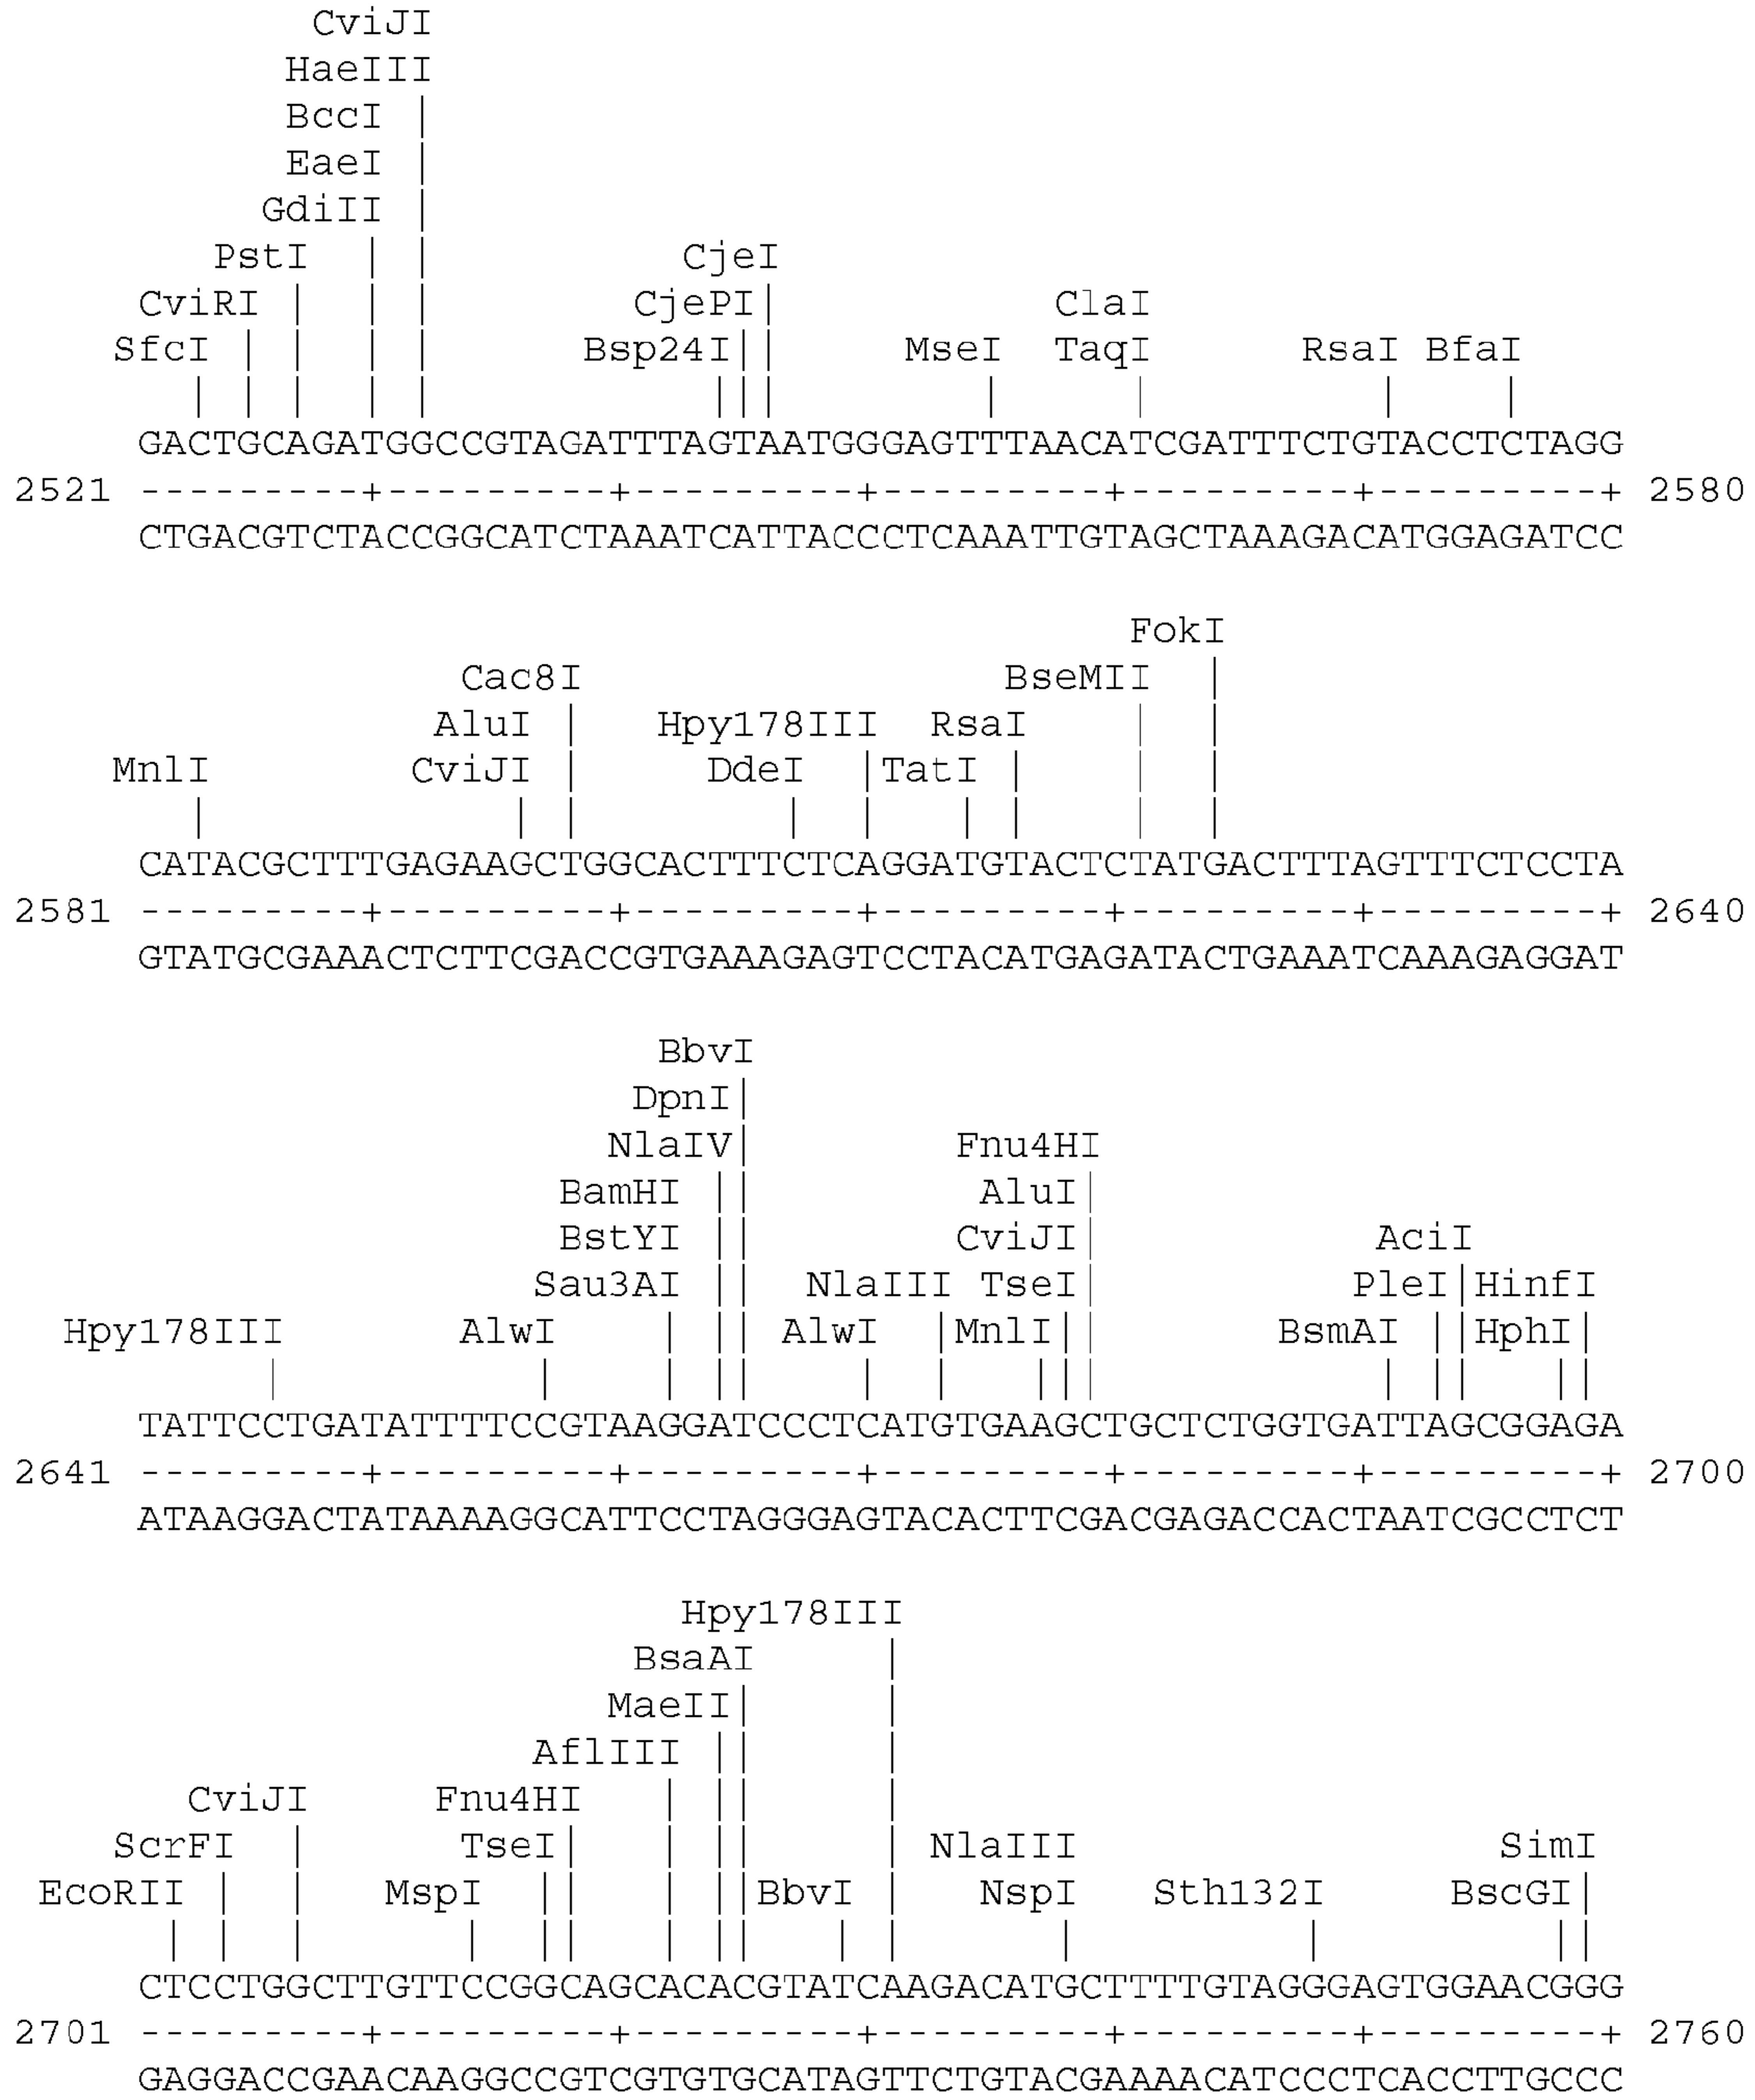 CviJI
HaeIII
BccI |
EaeI |
GdiII |
PstI | | CjeI
CviRI | | | CjePI| ClaI
SfcI | | | | Bsp24I|| MseI TaqI RsaI BfaI
| | | | | ||| | | | |
GACTGCAGATGGCCGTAGATTTAGTAATGGGAGTTTAACATCGATTTCTGTACCTCTAGG
2521 ---------+---------+---------+---------+---------+---------+ 2580
CTGACGTCTACCGGCATCTAAATCATTACCCTCAAATTGTAGCTAAAGACATGGAGATCC
FokI
Cac8I BseMII |
AluI | Hpy178III RsaI | |
MnlI CviJI | DdeI |TatI | | |
| | | | | | | | |
CATACGCTTTGAGAAGCTGGCACTTTCTCAGGATGTACTCTATGACTTTAGTTTCTCCTA
2581 ---------+---------+---------+---------+---------+---------+ 2640
GTATGCGAAACTCTTCGACCGTGAAAGAGTCCTACATGAGATACTGAAATCAAAGAGGAT
BbvI
DpnI|
NlaIV| Fnu4HI
BamHI || AluI|
BstYI || CviJI| AciI
Sau3AI || NlaIII TseI| PleI|HinfI
Hpy178III AlwI | || AlwI |MnlI|| BsmAI ||HphI|
| | | || | | ||| | || ||
TATTCCTGATATTTTCCGTAAGGATCCCTCATGTGAAGCTGCTCTGGTGATTAGCGGAGA
2641 ---------+---------+---------+---------+---------+---------+ 2700
ATAAGGACTATAAAAGGCATTCCTAGGGAGTACACTTCGACGAGACCACTAATCGCCTCT
Hpy178III
BsaAI |
MaeII| |
AflIII || |
CviJI Fnu4HI | || |
ScrFI | TseI| | || | NlaIII SimI
EcoRII | | MspI || | ||BbvI | NspI Sth132I BscGI|
| | | | || | || | | | | ||
CTCCTGGCTTGTTCCGGCAGCACACGTATCAAGACATGCTTTTGTAGGGAGTGGAACGGG
2701 ---------+---------+---------+---------+---------+---------+ 2760
GAGGACCGAACAAGGCCGTCGTGTGCATAGTTCTGTACGAAAACATCCCTCACCTTGCCC